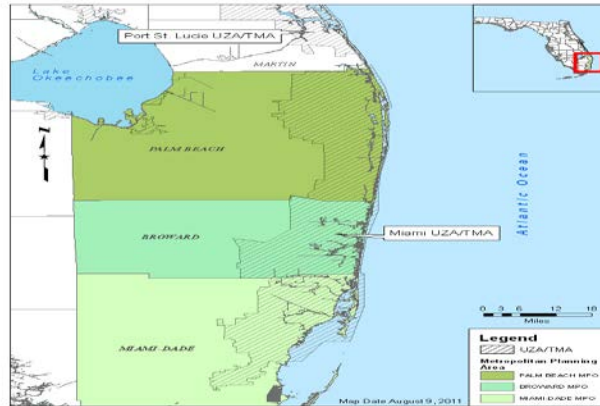 Port St. Lucie UZA/TMA
MARTIN
Lake
Okeechobee
N
PALM BEACH
Atlantic Ocean
BROWARD
Miami UZA/TMA
0 3 6 12 18
Miles
MIAMI-DADE
Legend
UZA/TMA
Metropolitan Planning
Area
PALM BEACH MPO
BROWARD MPO
MIAMI-DADE MPO
Map Date August 9, 2011